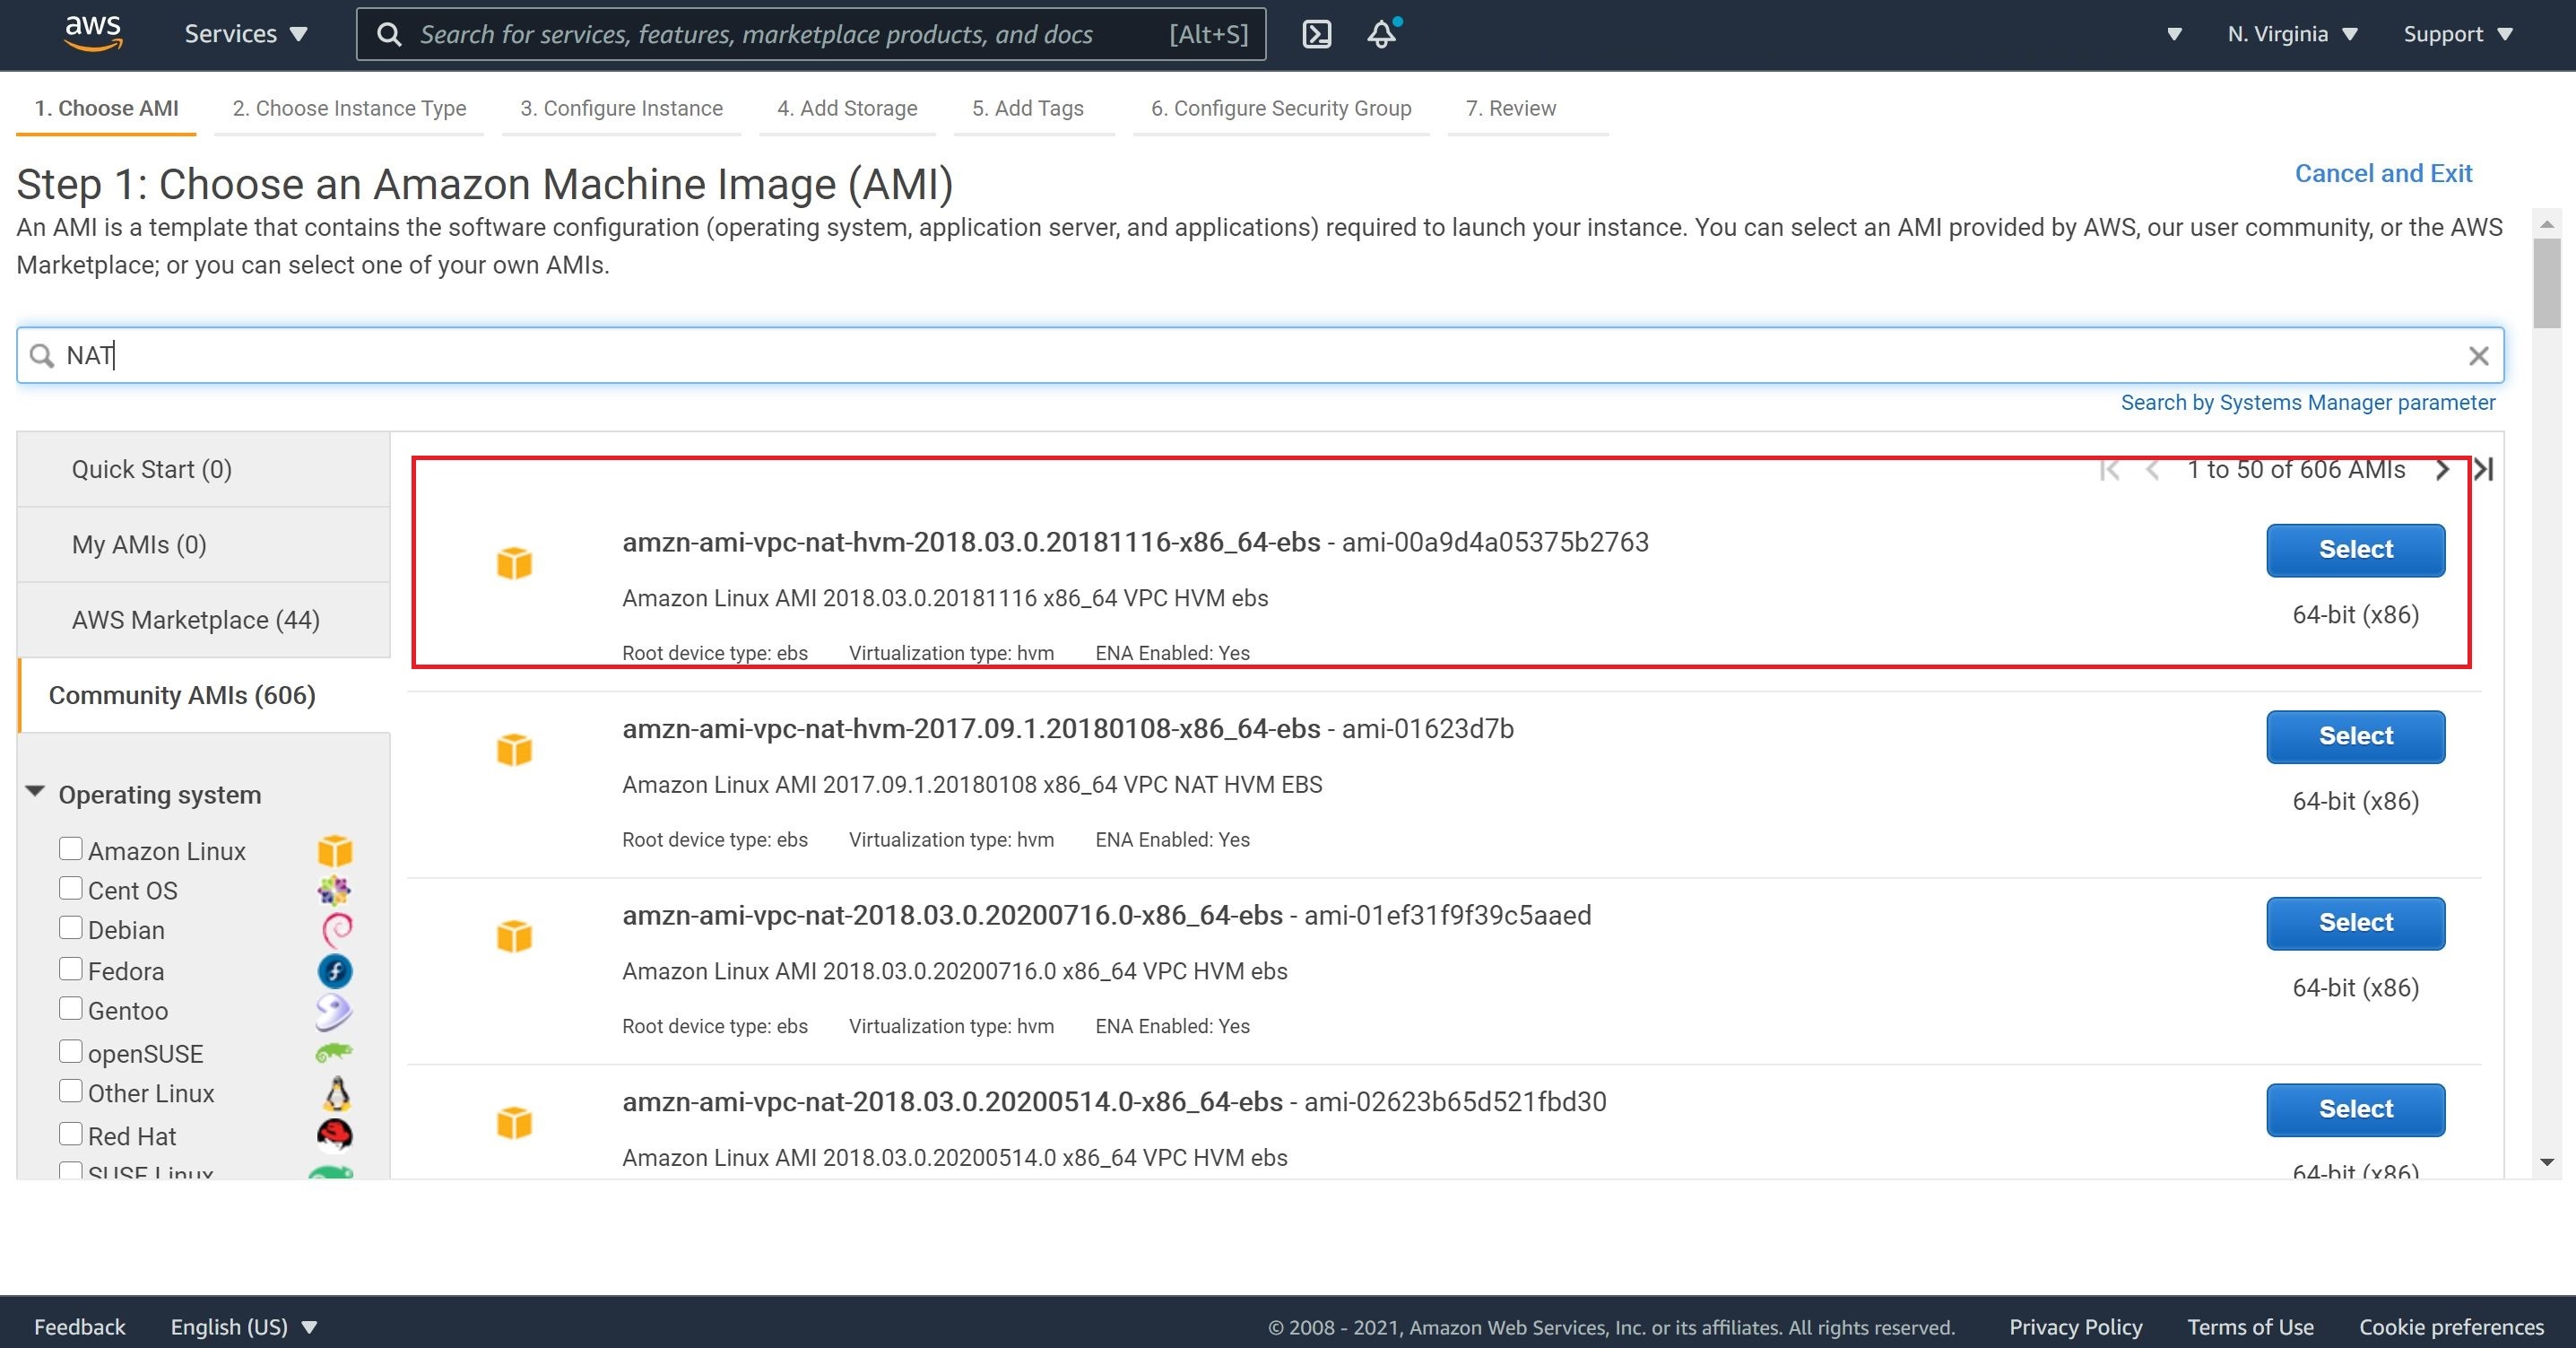 aws Services Search for services, features, marketplace products, and docs [Alt+S] N. Virginia Support
1. Choose AMI 2. Choose Instance Type 3. Configure Instance 4. Add Storage 5. Add Tags 6. Configure Security Group 7. Review
Step 1: Choose an Amazon Machine Image (AMI) Cancel and Exit
An AMI is a template that contains the software configuration (operating system, application server, and applications) required to launch your instance. You can select an AMI provided by AWS, our user community, or the AWS
Marketplace; or you can select one of your own AMIs.
NAT
Search by Systems Manager parameter
Quick Start (0)
My AMIs (0)
AWS Marketplace (44)
Community AMIs (606)
Operating system
Amazon Linux
Cent OS
Debian
Fedora
Gentoo
openSUSE
Other Linux
Red Hat
SUSE Linux
1 to 50 of 606 AMIs
amzn-ami-vpc-nat-hvm-2018.03.0.20181116-x86_64-ebs - ami-00a9d4a05375b2763
Select
Amazon Linux AMI 2018.03.0.20181116 x86_64 VPC HVM ebs
64-bit (x86)
Root device type: ebs Virtualization type: hvm ENA Enabled: Yes
amzn-ami-vpc-nat-hvm-2017.09.1.20180108-x86_64-ebs - ami-01623d7b
Select
Amazon Linux AMI 2017.09.1.20180108 x86_64 VPC NAT HVM EBS
64-bit (x86)
Root device type: ebs Virtualization type: hvm ENA Enabled: Yes
amzn-ami-vpc-nat-2018.03.0.20200716.0-x86_64-ebs - ami-01ef31f9f39c5aaed
Select
Amazon Linux AMI 2018.03.0.20200716.0 x86_64 VPC HVM ebs
64-bit (x86)
Root device type: ebs Virtualization type: hvm ENA Enabled: Yes
amzn-ami-vpc-nat-2018.03.0.20200514.0-x86_64-ebs - ami-02623b65d521fbd30
Select
Amazon Linux AMI 2018.03.0.20200514.0 x86_64 VPC HVM ebs
64-bit (x86)
Feedback English (US) © 2008 - 2021, Amazon Web Services, Inc. or its affiliates. All rights reserved. Privacy Policy Terms of Use Cookie preferences